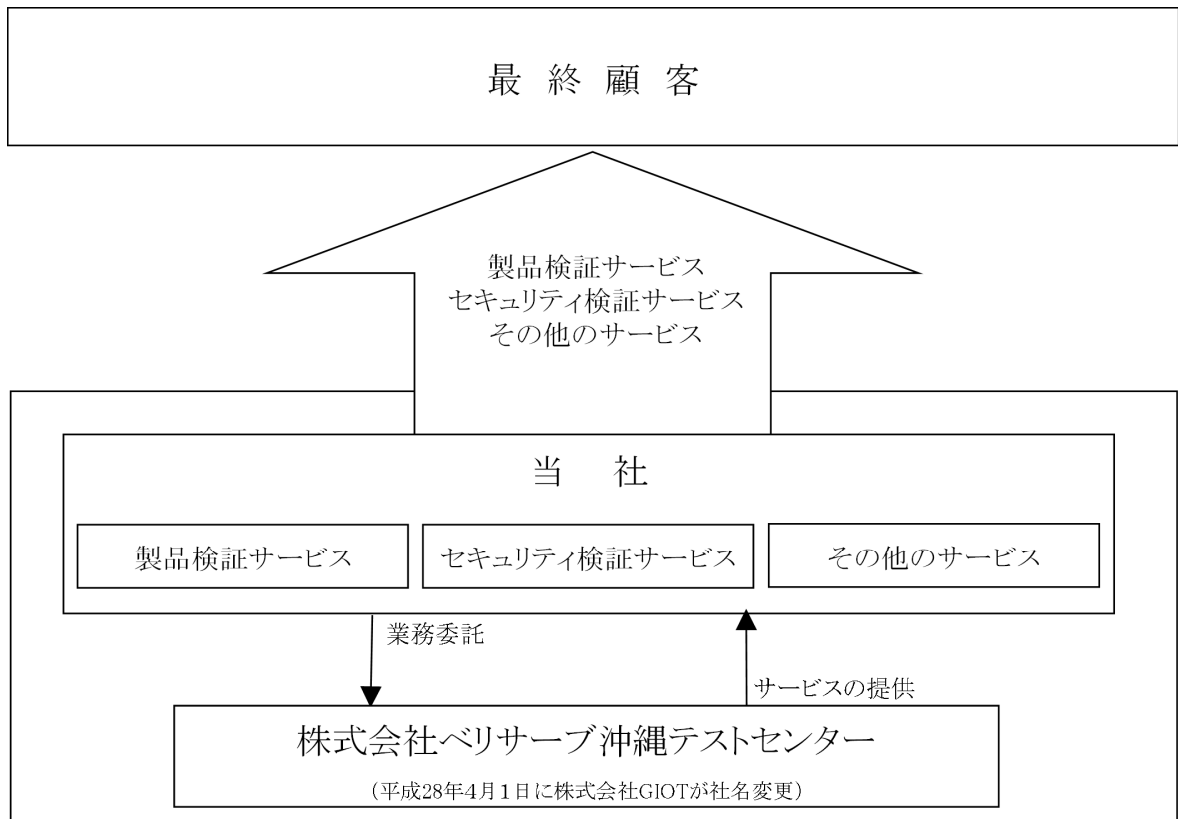 最終顧客
製品検証サービス
セキュリティ検証サービス
その他のサービス
当社
製品検証サービス
セキュリティ検証サービス
その他のサービス
業務委託
サービスの提供
株式会社ベリサーブ沖縄テストセンター
（平成28年4月１日に株式会社GIOTが社名変更）